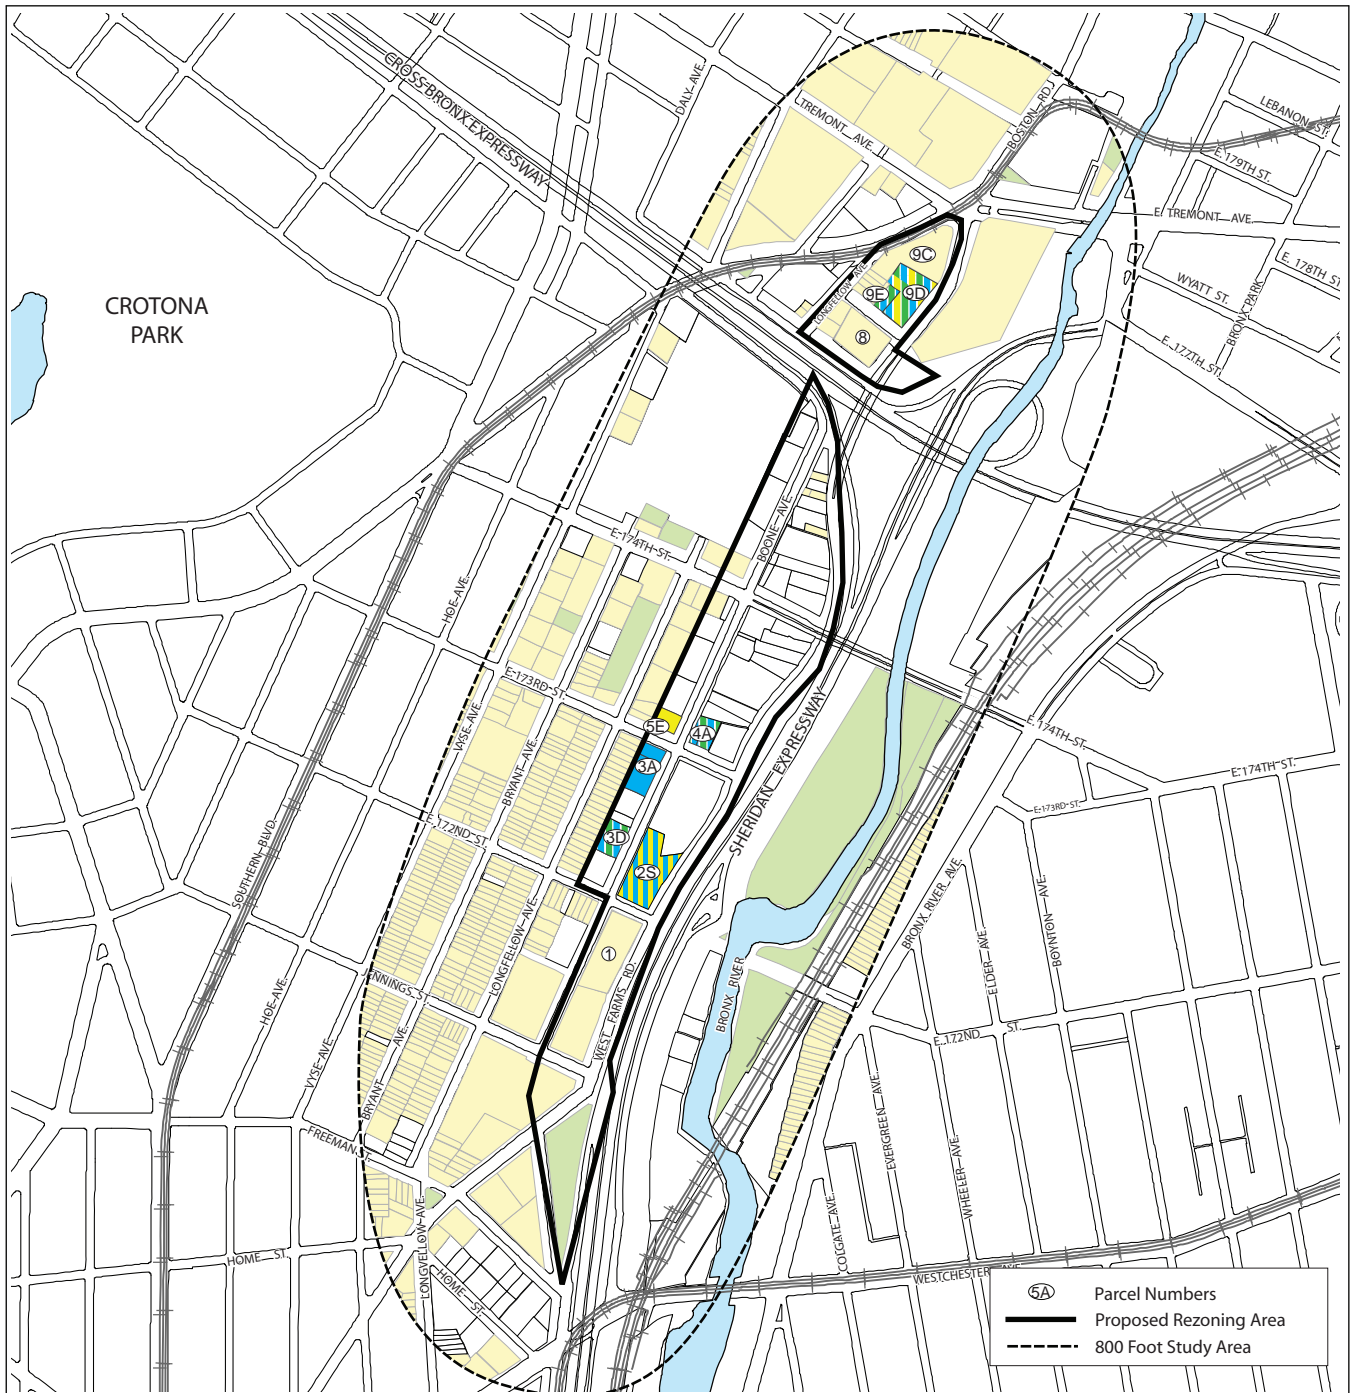 CROSS BRONX EXPRESSWAY
DALY AVE.
TREMONT AVE.
BOSTON RD.
LEBANON ST.
E. 179TH ST.
E. TREMONT AVE.
E. 178TH ST.
WYATT ST.
BRONX PARK
E. 177TH ST.
CROTONA
PARK
LONGFELLOW AVE.
9C
9E
9D
8
BOONE AVE.
E. 174TH ST.
HOE AVE.
E. 173RD ST.
VYSE AVE.
BRYANT AVE.
5E
4A
3A
3D
2S
SHERIDAN EXPRESSWAY
E. 174TH ST.
E. 174TH ST.
E. 173RD ST.
E. 172ND ST.
SOUTHERN BLVD
LONGFELLOW AVE.
1
BRONX RIVER AVE.
ELDER AVE.
BOYNTON AVE.
JENNINGS ST.
HOE AVE.
VYSE AVE.
BRYANT AVE.
WEST FARMS RD.
BRONX RIVER
E. 172ND ST.
FREEMAN ST.
EVERGREEN AVE.
WHEELER AVE.
COLGATE AVE.
LONGVELLOW AVE.
HOME ST.
HOME ST.
WESTCHESTER AVE.
5A Parcel Numbers
Proposed Rezoning Area
800 Foot Study Area